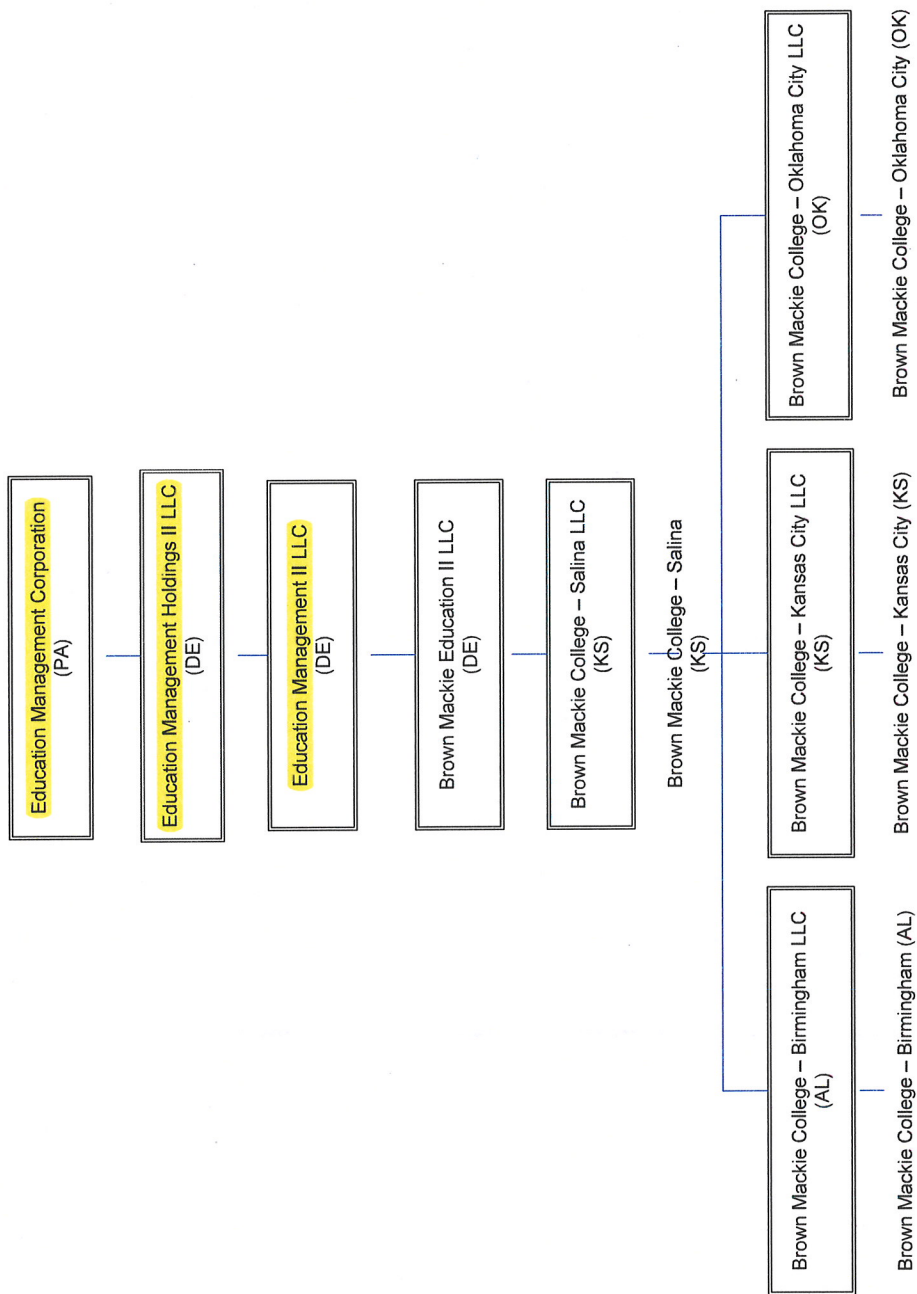 Education Management Corporation
(PA)
Education Management Holdings II LLC
(DE)
Education Management II LLC
(DE)
Brown Mackie Education II LLC
(DE)
Brown Mackie College – Salina LLC
(KS)
Brown Mackie College – Salina
(KS)
Brown Mackie College – Birmingham LLC
(AL)
Brown Mackie College – Kansas City LLC
(KS)
Brown Mackie College – Oklahoma City LLC
(OK)
Brown Mackie College – Birmingham (AL)
Brown Mackie College – Kansas City (KS)
Brown Mackie College – Oklahoma City (OK)